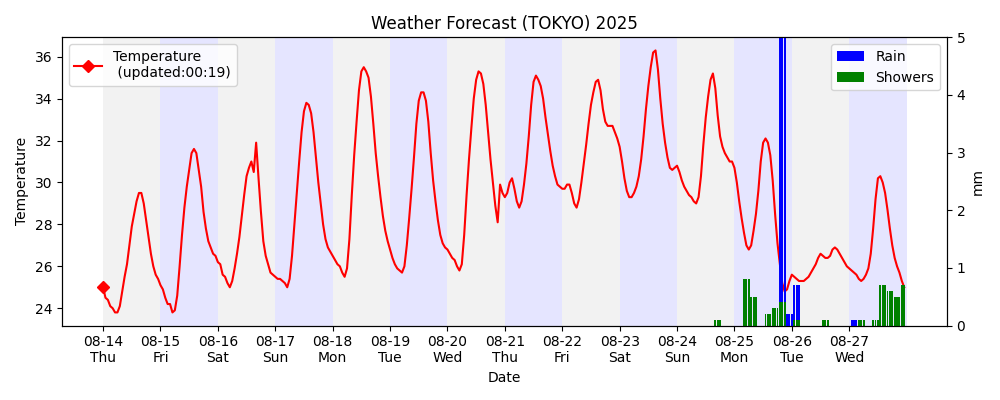 Weather Forecast (TOKYO) 2025
Temperature
(updated:00:19)
Rain
Showers
Temperature
36
34
32
30
28
26
24
5
4
3
2
1
0
mm
08-14 08-15 08-16 08-17 08-18 08-19 08-20 08-21 08-22 08-23 08-24 08-25 08-26 08-27
Thu Fri Sat Sun Mon Tue Wed Thu Fri Sat Sun Mon Tue Wed
Date